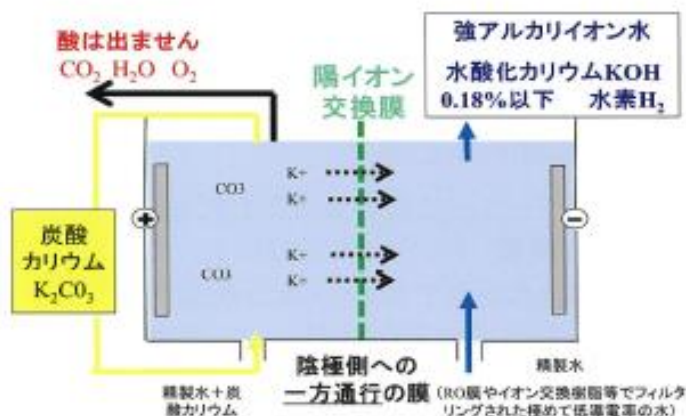 酸は出ません
CO2 H2O O2
陽イオン
交換膜
強アルカリイオン水
水酸化カリウムKOH
0.18%以下 水素H2
CO3
K+
K+
+
−
炭酸
カリウム
K2CO3
CO3
K+
K+
精製水+炭
酸カリウム
陰極側への
一方通行の膜
精製水
(RO膜やイオン交換樹脂等でフィルタ
リングされた極めて低導電率の水)